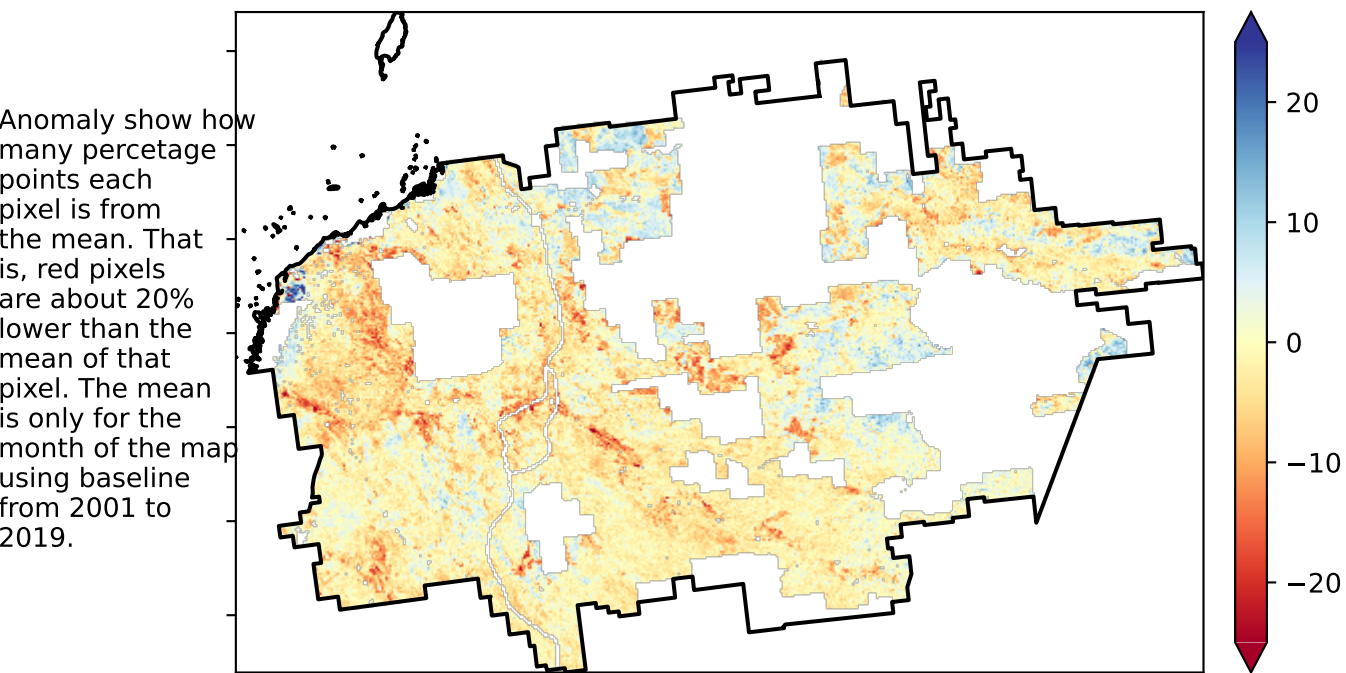 Anomaly show how
many percetage
points each
pixel is from
the mean. That
is, red pixels
are about 20%
lower than the
mean of that
pixel. The mean
is only for the
month of the map
using baseline
from 2001 to
2019.
20
10
0
−10
−20